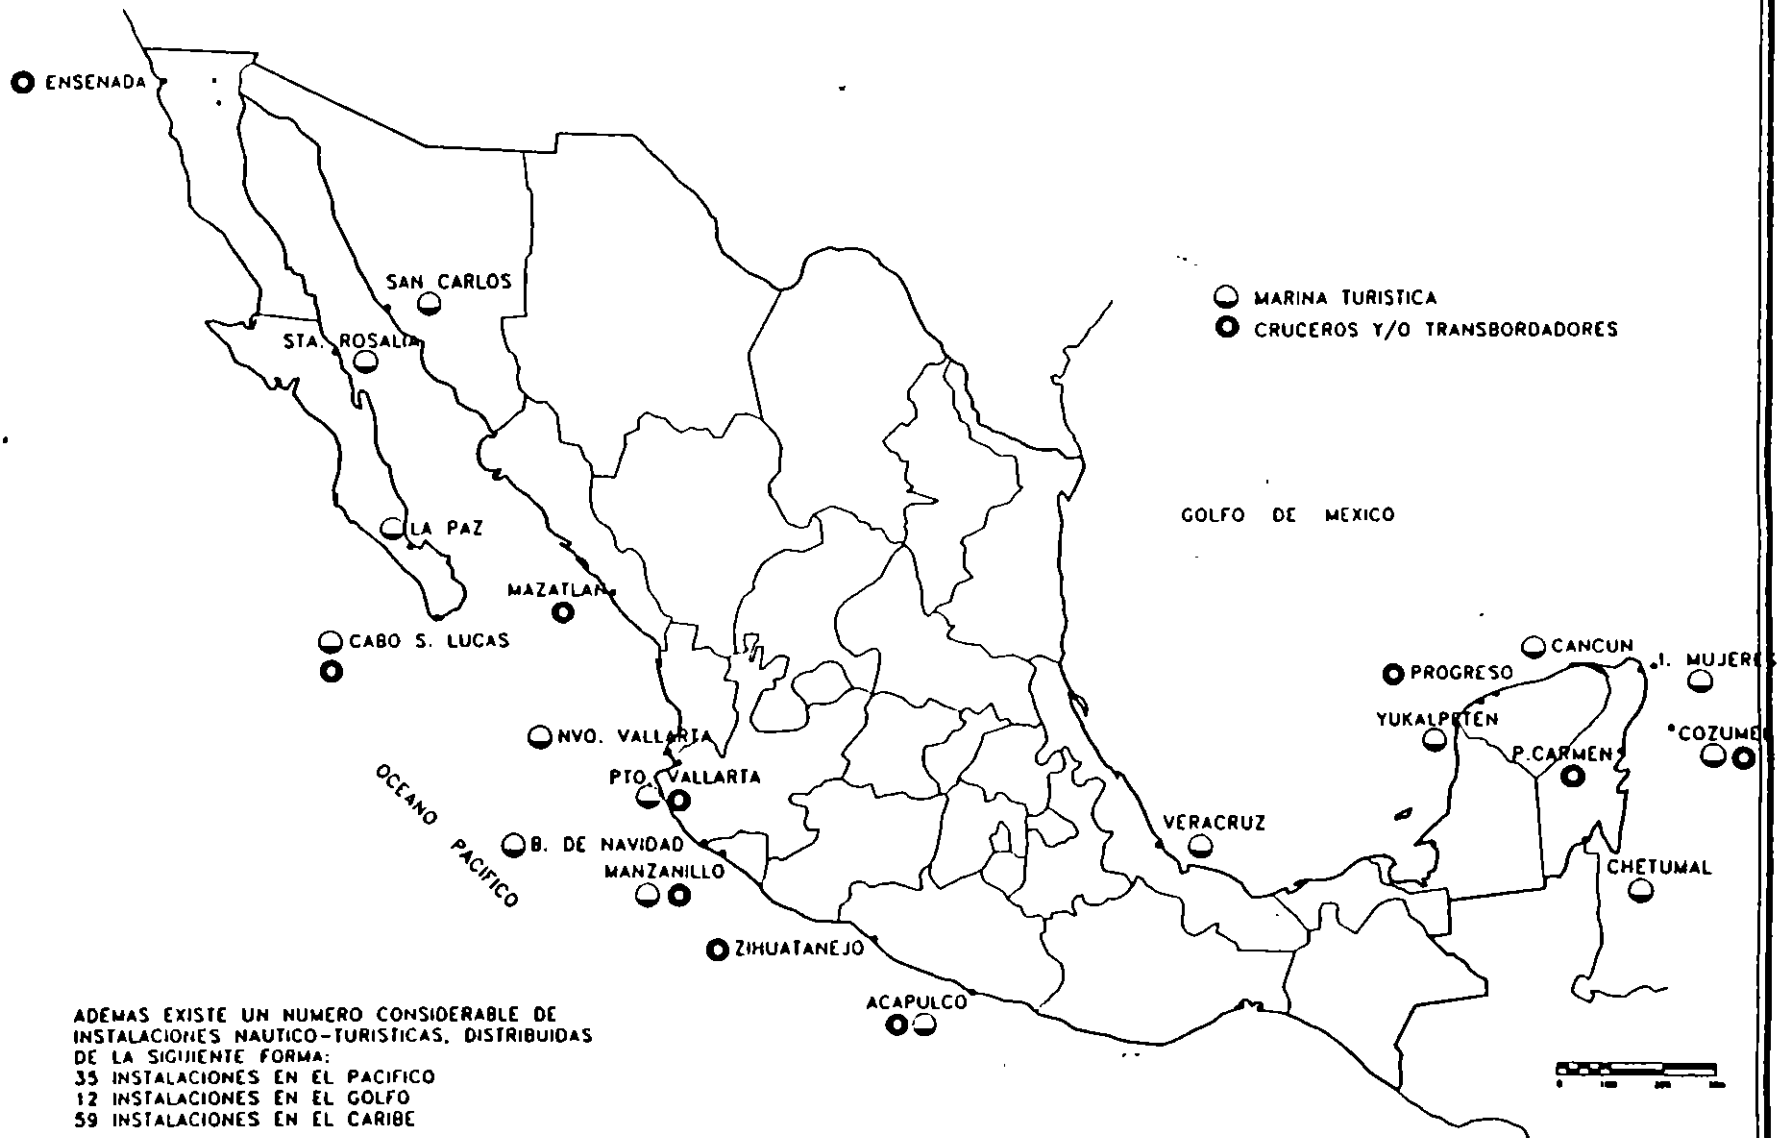 ENSENADA
SAN CARLOS
MARINA TURISTICA
CRUCEROS Y/O TRANSBORDADORES
STA. ROSALIA
GOLFO DE MEXICO
LA PAZ
MAZATLAN
CABO S. LUCAS
CANCUN
I. MUJERES
PROGRESO
YUKALPETEN
COZUMEL
NVO. VALLARTA
P. CARMEN
PTO. VALLARTA
OCEANO PACIFICO
VERACRUZ
B. DE NAVIDAD
MANZANILLO
CHETUMAL
ZIHUATANEJO
ACAPULCO
ADEMAS EXISTE UN NUMERO CONSIDERABLE DE
INSTALACIONES NAUTICO-TURISTICAS, DISTRIBUIDAS
DE LA SIGUIENTE FORMA:
35 INSTALACIONES EN EL PACIFICO
12 INSTALACIONES EN EL GOLFO
59 INSTALACIONES EN EL CARIBE